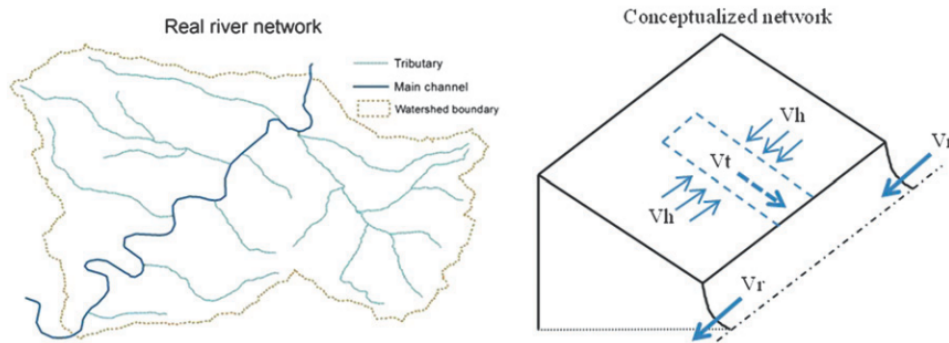 Real river network
Tributary
Main channel
Watershed boundary
Conceptualized network
Vh
Vt
Vh
Vr